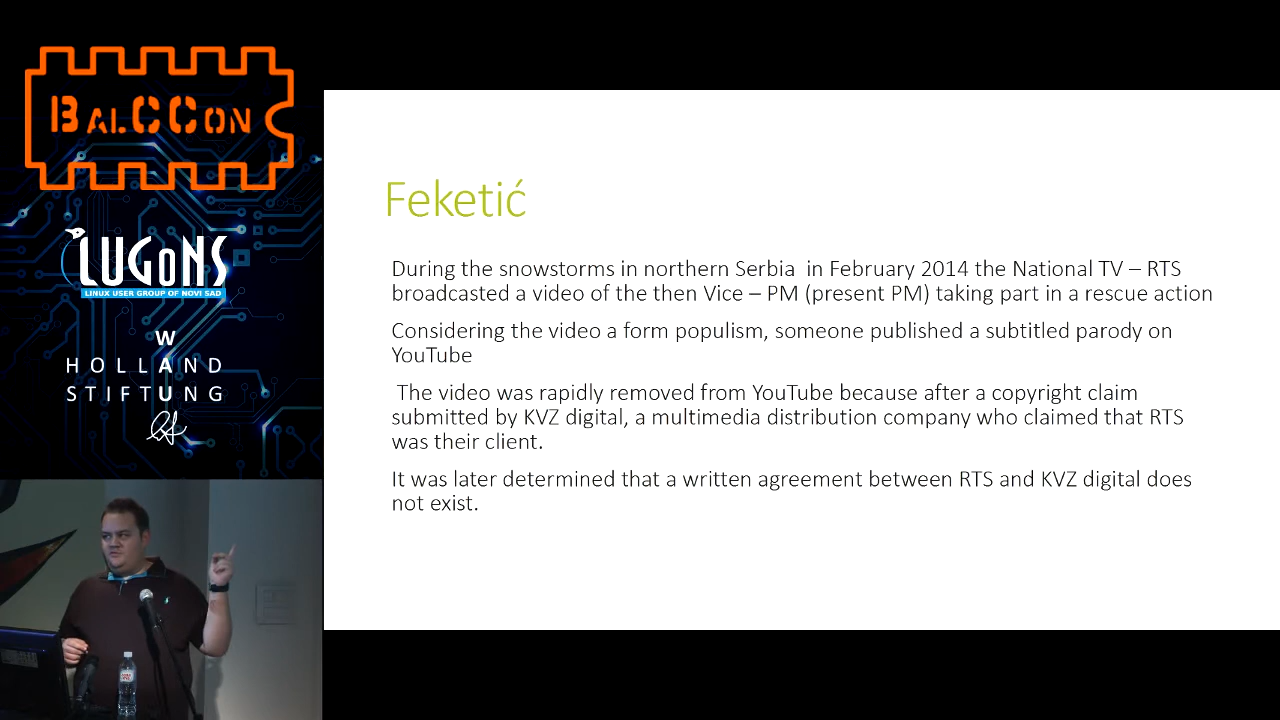 BALCCON
LUGONS
LINUX USER GROUP OF NOVI SAD
W
HOLLAND
STIFTUNG
Feketić
During the snowstorms in northern Serbia  in February 2014 the National TV – RTS
broadcasted a video of the then Vice – PM (present PM) taking part in a rescue action
Considering the video a form populism, someone published a subtitled parody on
YouTube
The video was rapidly removed from YouTube because after a copyright claim
submitted by KVZ digital, a multimedia distribution company who claimed that RTS
was their client.
It was later determined that a written agreement between RTS and KVZ digital does
not exist.